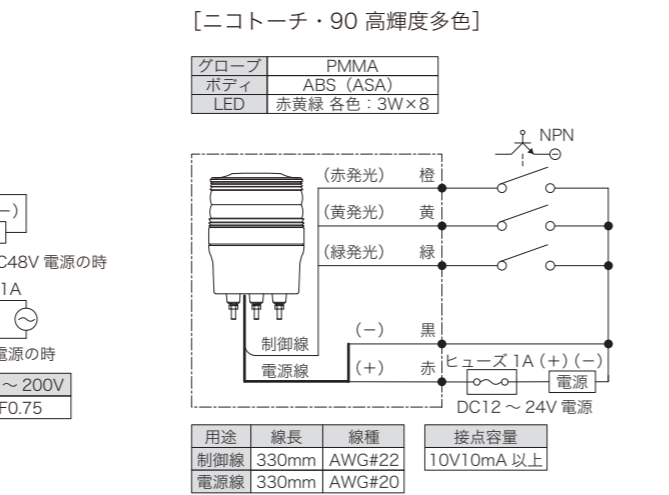 [ニコトーチ・90 高輝度多色]
グローブ PMMA
ボディ ABS（ASA）
LED 赤黄緑 各色：3W×8
NPN
（赤発光） 橙
（黄発光） 黄
（緑発光） 緑
（−） 黒
制御線
電源線 （+） 赤
ヒューズ 1A（+）（−）
電源
DC12 ～ 24V 電源
用途 線長 線種
制御線 330mm AWG#22
電源線 330mm AWG#20
接点容量
10V10mA 以上
−）
C48V 電源の時
1A
電源の時
～ 200V
F0.75